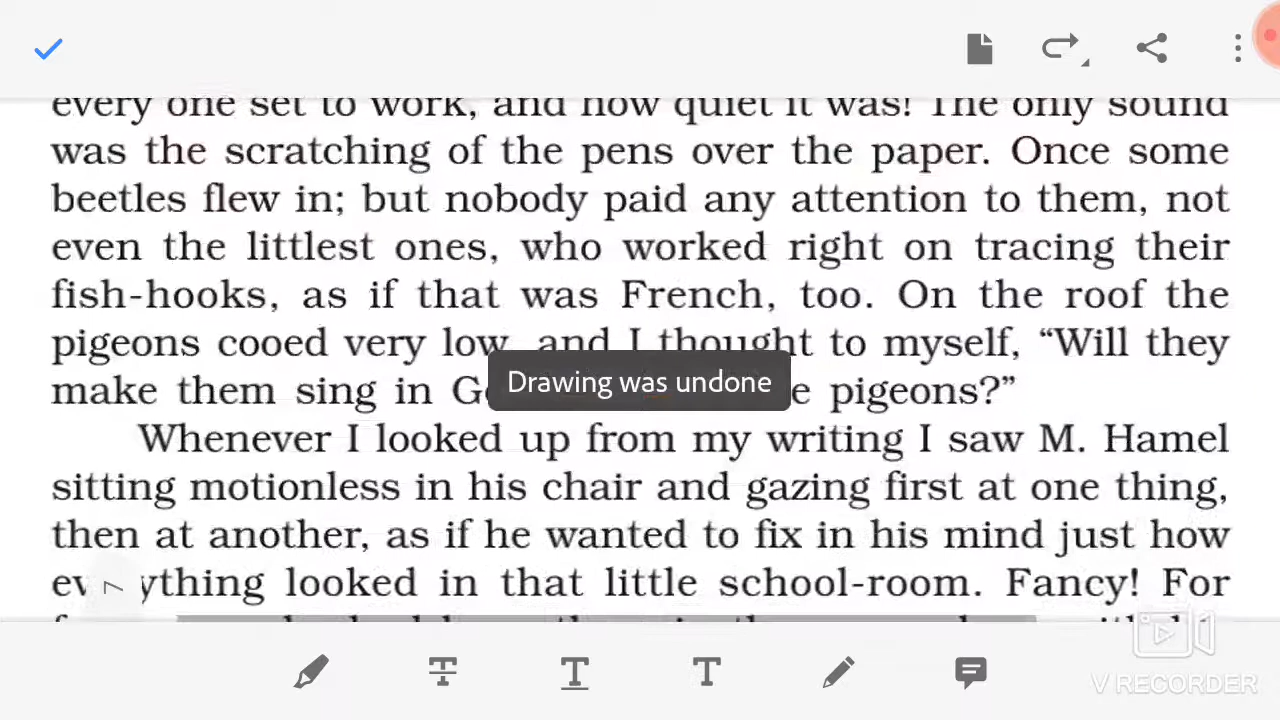 every one set to work, and how quiet it was! The only sound
was the scratching of the pens over the paper. Once some
beetles flew in; but nobody paid any attention to them, not
even the littlest ones, who worked right on tracing their
fish-hooks, as if that was French, too. On the roof the
pigeons cooed very low, and I thought to myself, “Will they
make them sing in pigeons?”
Drawing was undone
Whenever I looked up from my writing I saw M. Hamel
sitting motionless in his chair and gazing first at one thing,
then at another, as if he wanted to fix in his mind just how
everything looked in that little school-room. Fancy! For
V RECORDER